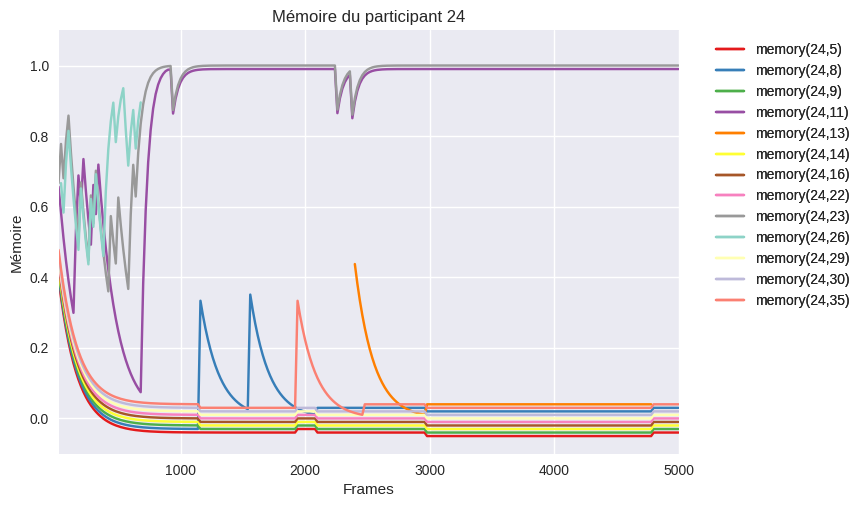 Mémoire du participant 24
Mémoire
1.0
0.8
0.6
0.4
0.2
0.0
1000
2000
3000
4000
5000
Frames
memory(24,5)
memory(24,8)
memory(24,9)
memory(24,11)
memory(24,13)
memory(24,14)
memory(24,16)
memory(24,22)
memory(24,23)
memory(24,26)
memory(24,29)
memory(24,30)
memory(24,35)